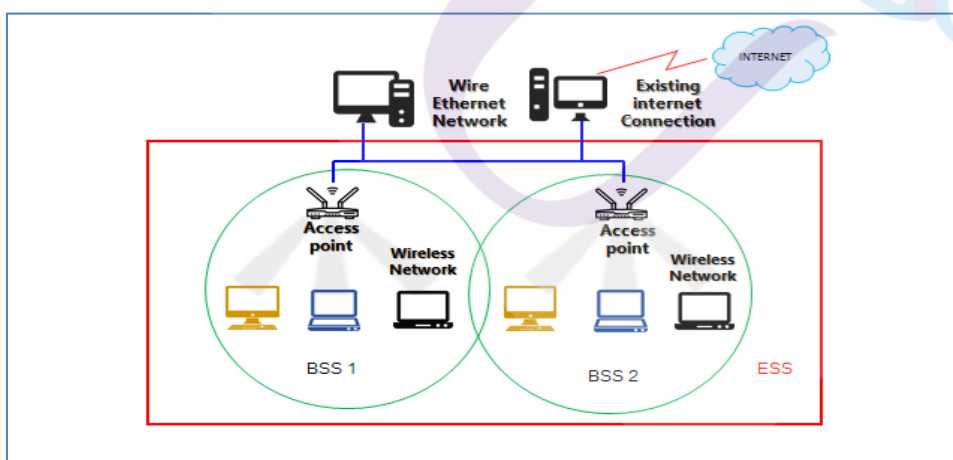 INTERNET
Wire
Ethernet
Network
Existing
internet
Connection
Access
point
Wireless
Network
BSS 1
Access
point
Wireless
Network
BSS 2
ESS